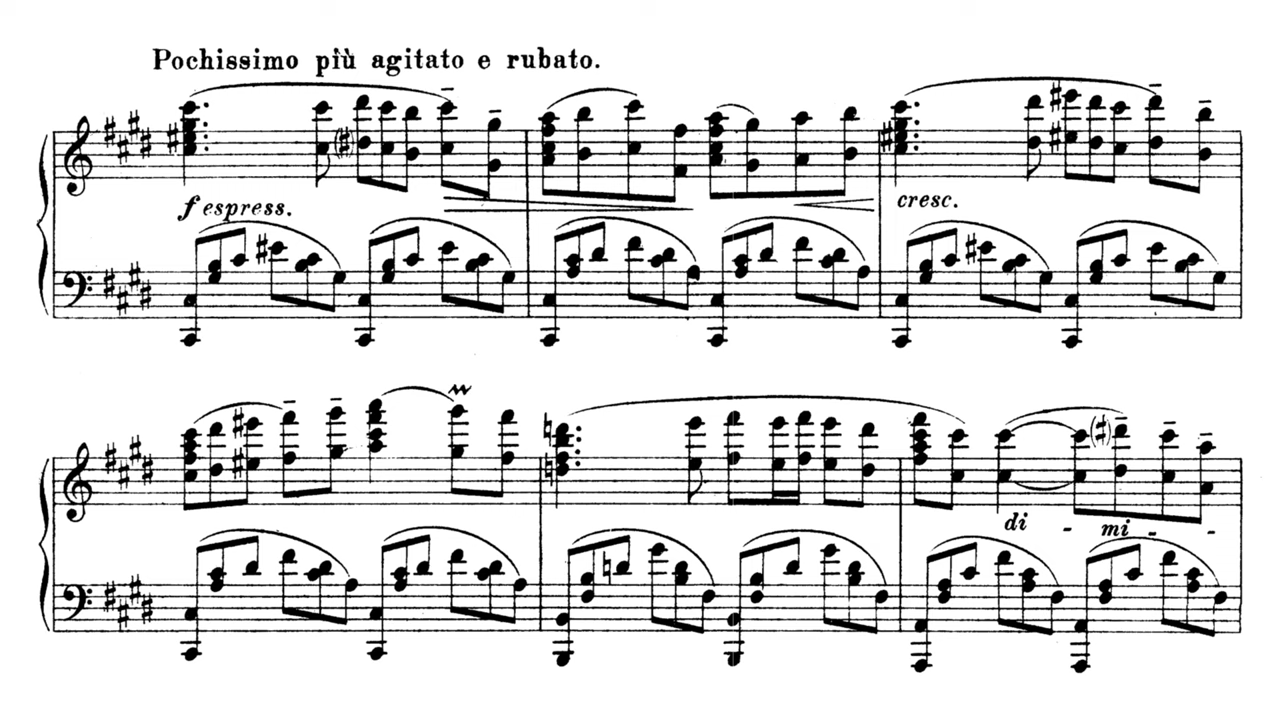 Pochissimo più agitato e rubato.
f espress.
cresc.
di - mi - -